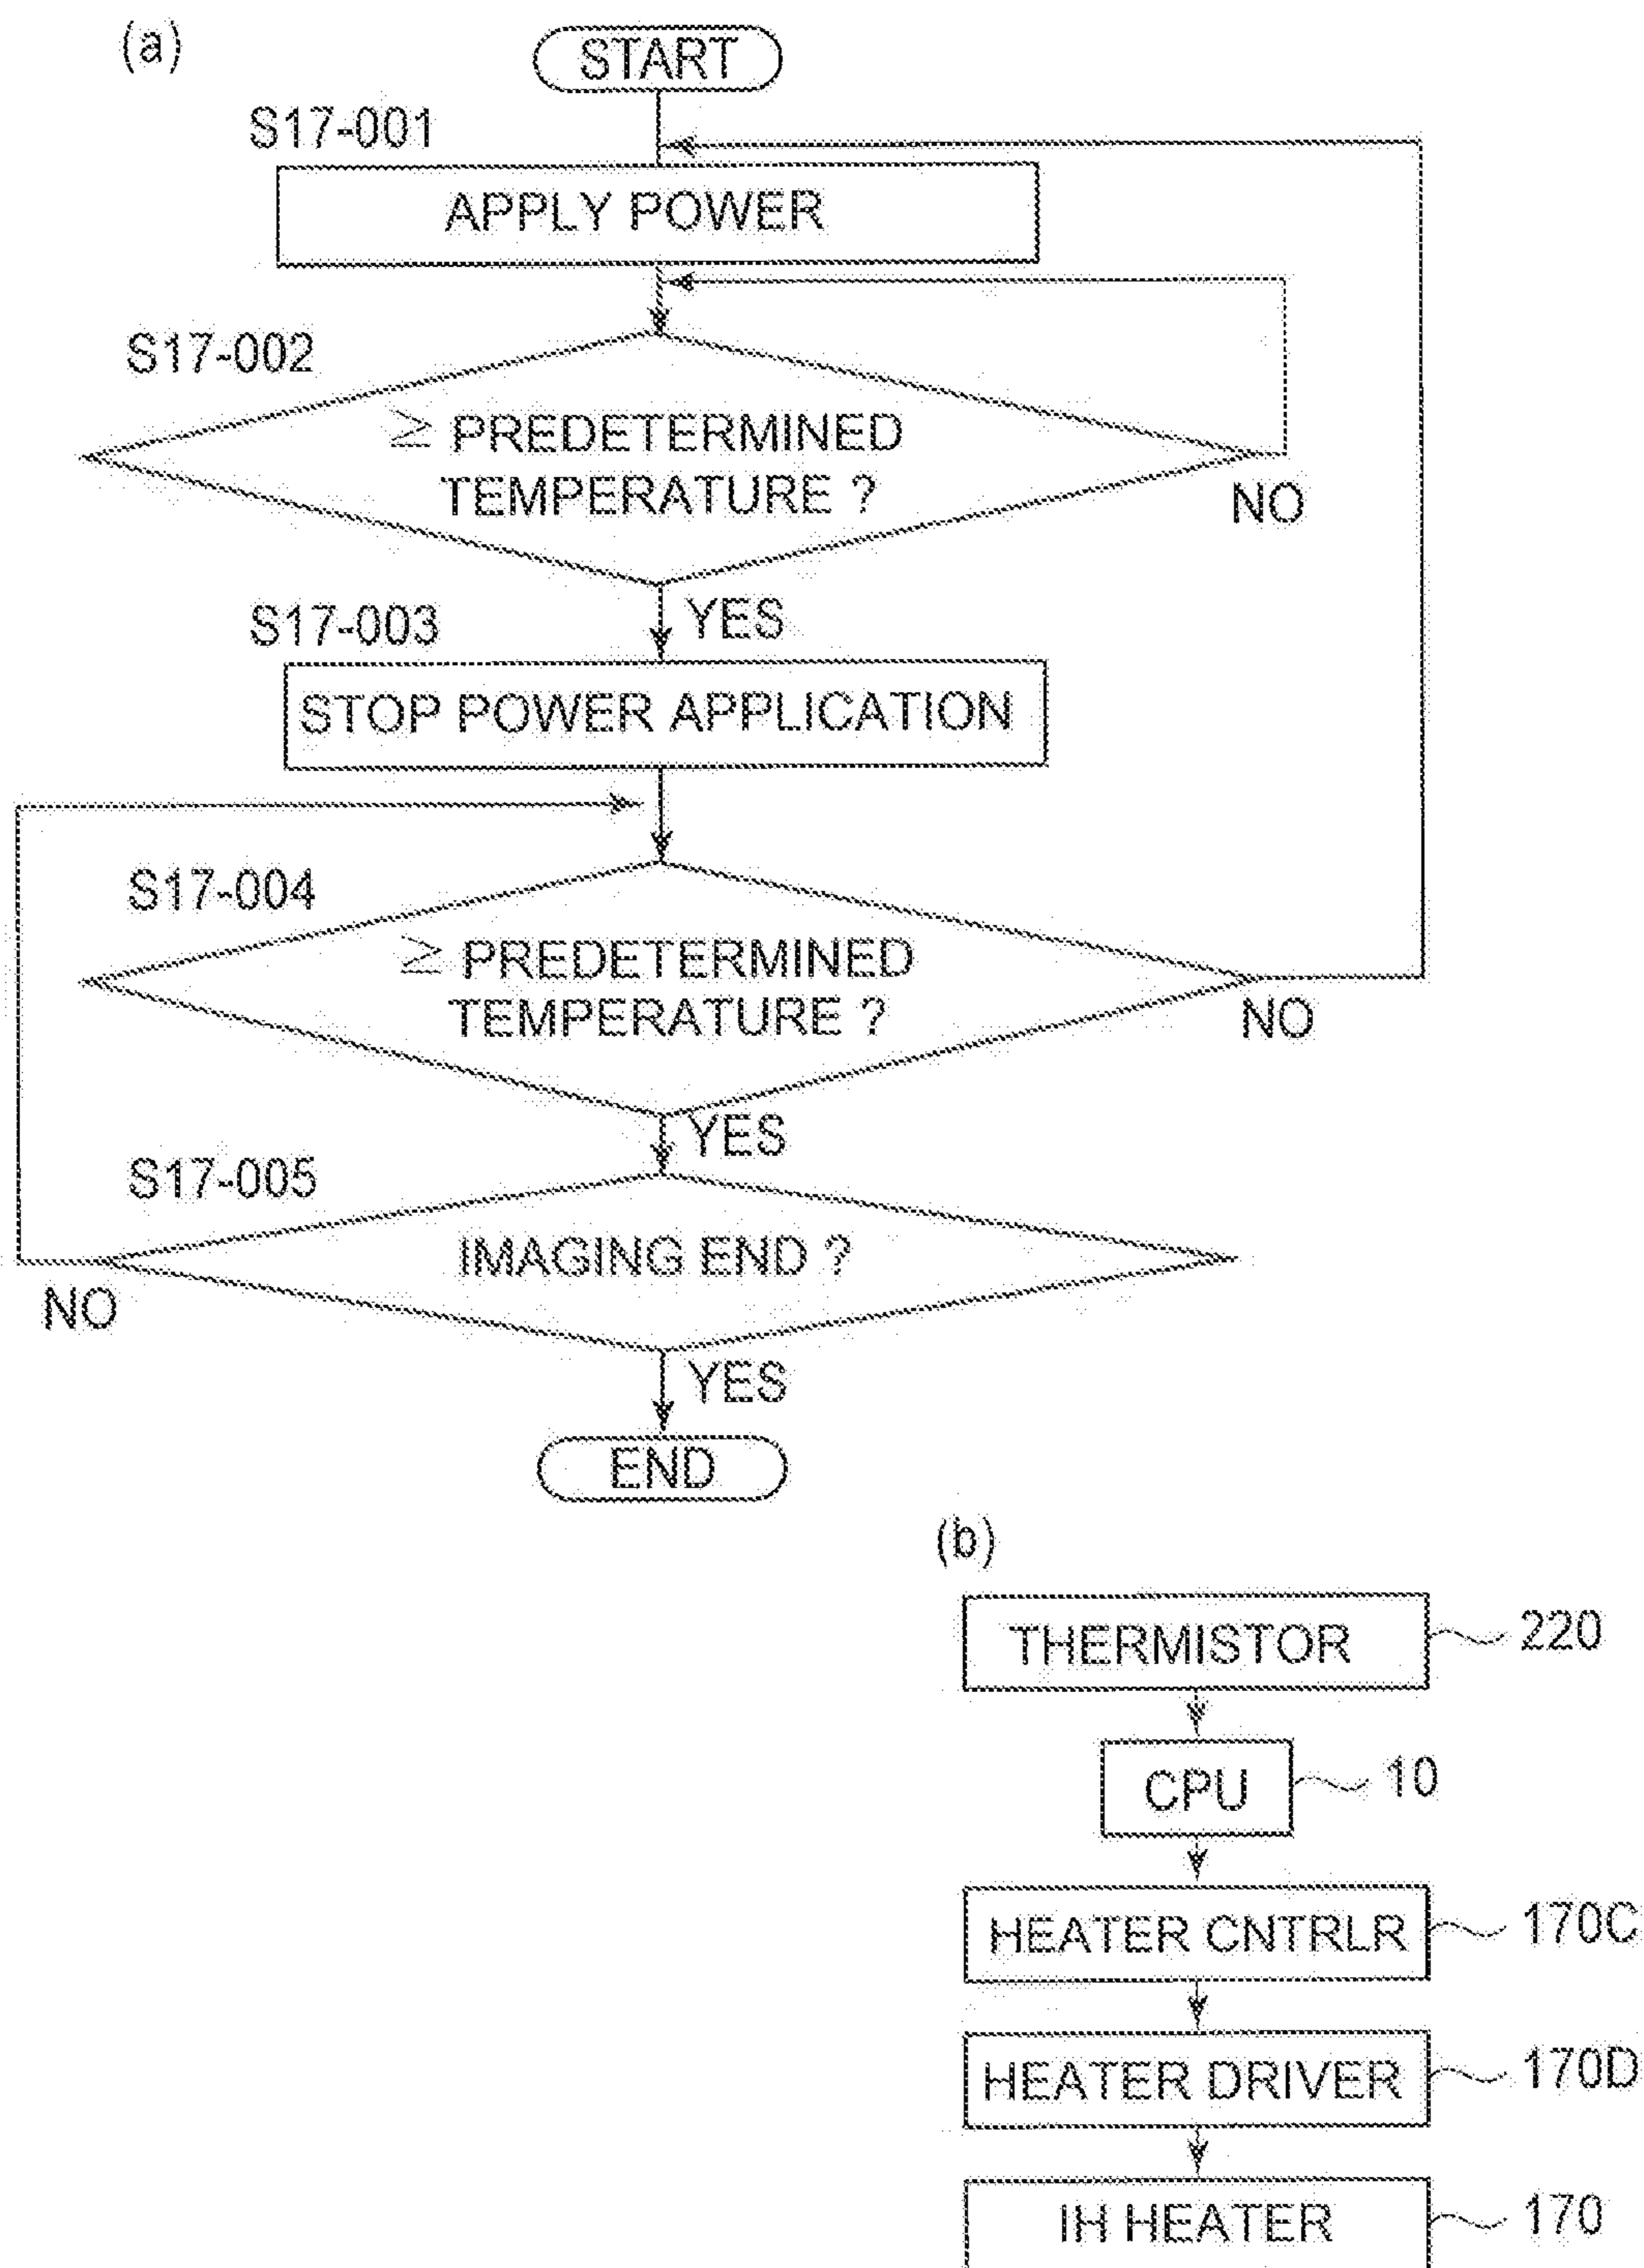 (a)
START
S17-001
APPLY POWER
S17-002
≥ PREDETERMINED
TEMPERATURE ?
NO
YES
S17-003
STOP POWER APPLICATION
S17-004
≥ PREDETERMINED
TEMPERATURE ?
NO
YES
S17-005
IMAGING END ?
NO
YES
END
(b)
THERMISTOR 220
CPU 10
HEATER CNTRLR 170C
HEATER DRIVER 170D
IH HEATER 170